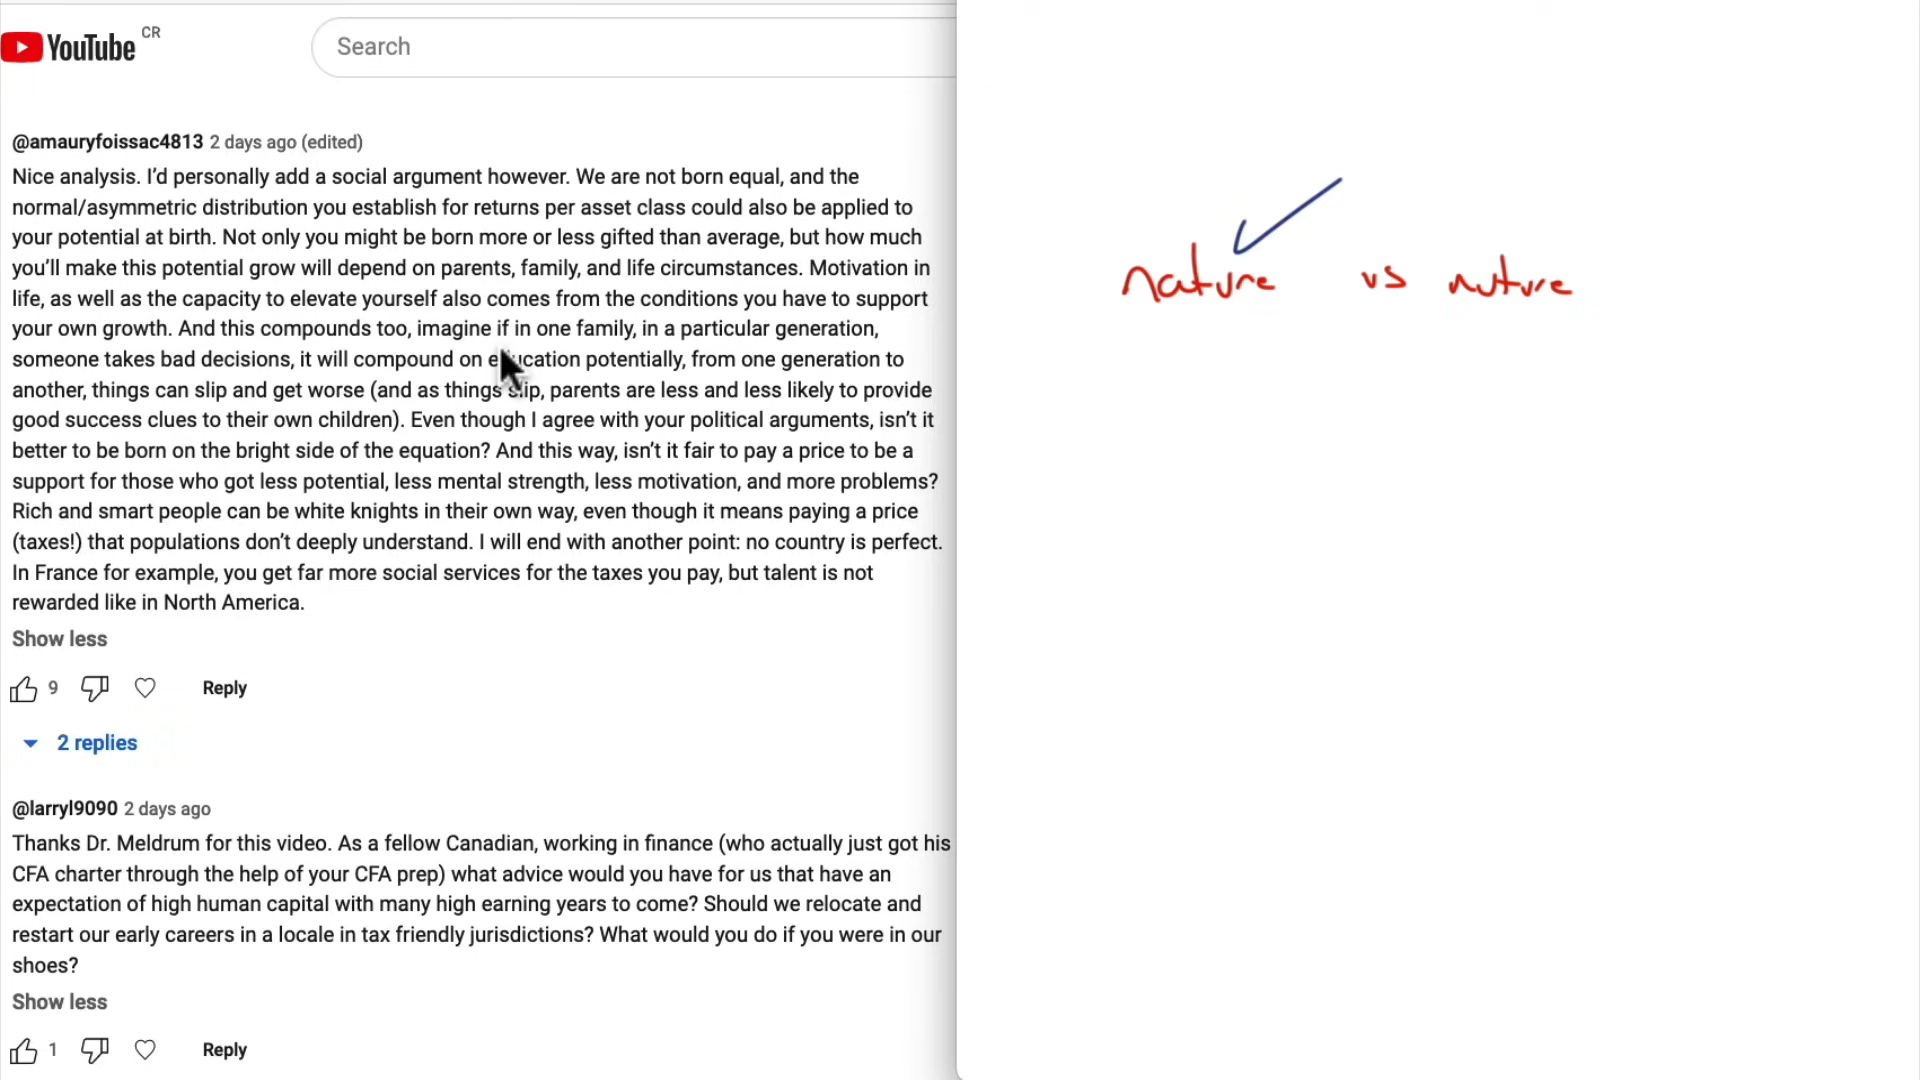 YouTube CR
Search
@amauryfoissac4813 2 days ago (edited)
Nice analysis. I'd personally add a social argument however. We are not born equal, and the
normal/asymmetric distribution you establish for returns per asset class could also be applied to
your potential at birth. Not only you might be born more or less gifted than average, but how much
you'll make this potential grow will depend on parents, family, and life circumstances. Motivation in
life, as well as the capacity to elevate yourself also comes from the conditions you have to support
your own growth. And this compounds too, imagine if in one family, in a particular generation,
someone takes bad decisions, it will compound on education potentially, from one generation to
another, things can slip and get worse (and as things slip, parents are less and less likely to provide
good success clues to their own children). Even though I agree with your political arguments, isn't it
better to be born on the bright side of the equation? And this way, isn't it fair to pay a price to be a
support for those who got less potential, less mental strength, less motivation, and more problems?
Rich and smart people can be white knights in their own way, even though it means paying a price
(taxes!) that populations don't deeply understand. I will end with another point: no country is perfect.
In France for example, you get far more social services for the taxes you pay, but talent is not
rewarded like in North America.
Show less
9 Reply
2 replies
@larryl9090 2 days ago
Thanks Dr. Meldrum for this video. As a fellow Canadian, working in finance (who actually just got his
CFA charter through the help of your CFA prep) what advice would you have for us that have an
expectation of high human capital with many high earning years to come? Should we relocate and
restart our early careers in a locale in tax friendly jurisdictions? What would you do if you were in our
shoes?
Show less
1 Reply
nature vs nuture